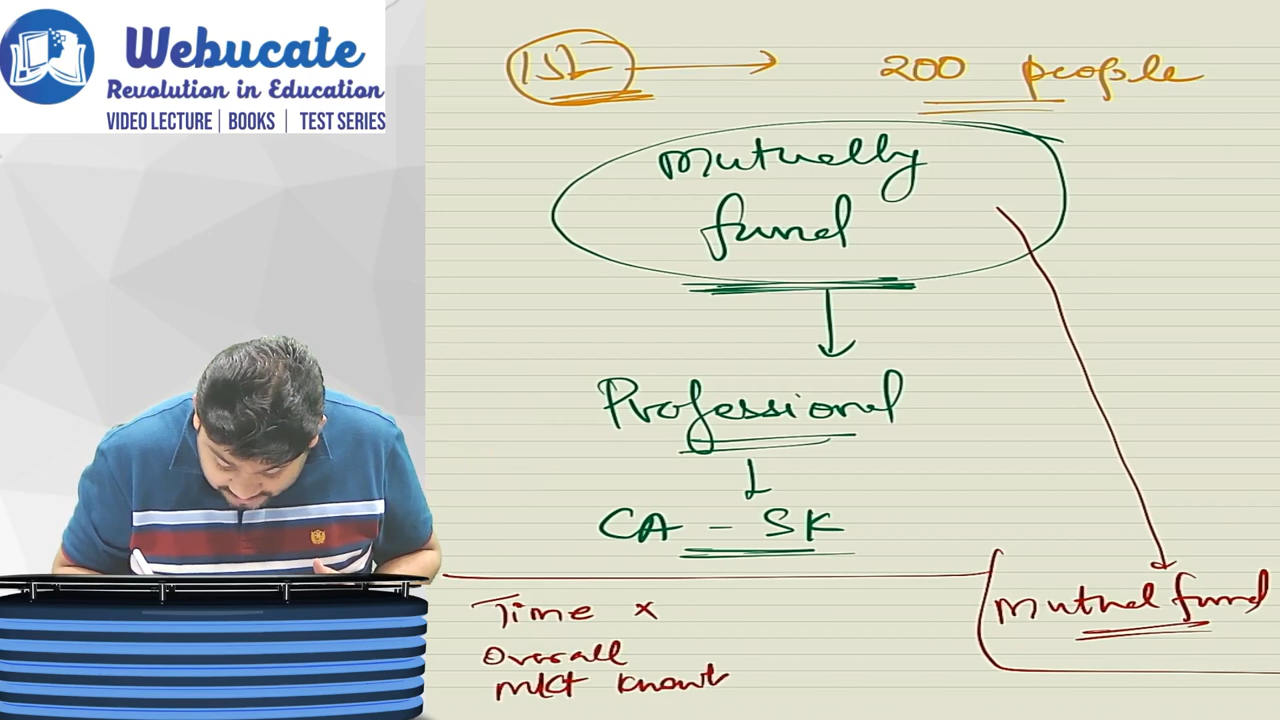 Webucate
Revolution in Education
VIDEO LECTURE | BOOKS | TEST SERIES
15L → 200 people
Mutually
fund
Professional
CA - SK
Time x
Overall
Mkt knowl
Mutual fund